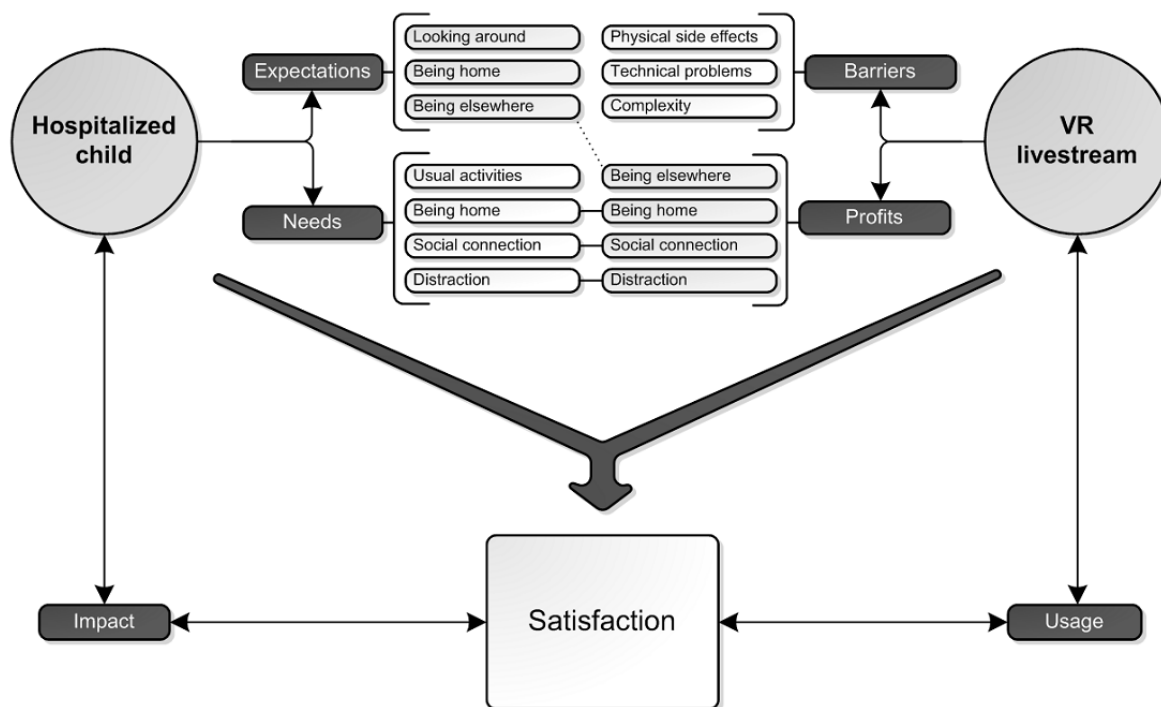 Hospitalized
child
Expectations
Needs
Looking around
Being home
Being elsewhere
Usual activities
Being home
Social connection
Distraction
Physical side effects
Technical problems
Complexity
Being elsewhere
Being home
Social connection
Distraction
Barriers
Profits
VR
livestream
Impact
Satisfaction
Usage